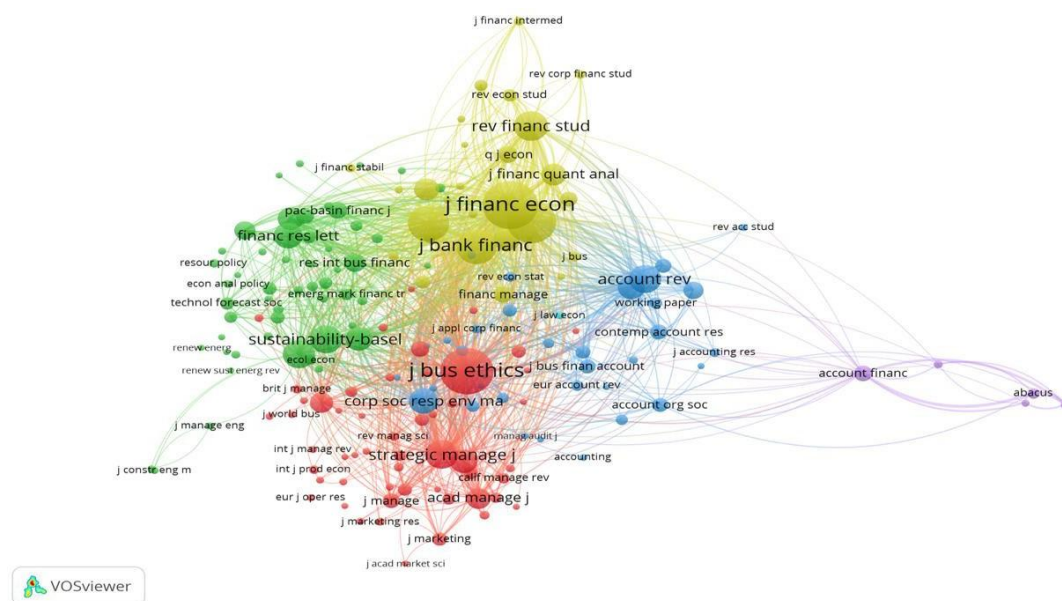 j financ intermed
rev corp financ stud
rev econ stud
rev financ stud
q j econ
j financ stabil
j financ quant anal
j financ econ
pac-basin financ j
rev acc stud
financ res lett
j bank financ
j bus
resour policy
res int bus financ
rev econ stat
account rev
econ anal policy
emerg mark financ tr
financ manage
working paper
technol forecast soc
j law econ
j appl corp financ
contemp account res
sustainability-basel
renew energ
j accounting res
ecol econ
j bus ethics
j bus finan account
renew sust energ rev
account financ
brit j manage
eur account rev
abacus
corp soc resp env ma
account org soc
j world bus
j manage eng
rev manag sci
manag audit j
int j manag rev
strategic manage j
accounting
j constr eng m
int j prod econ
calif manage rev
eur j oper res
j manage
acad manage j
j marketing res
j marketing
j acad market sci
VOSviewer